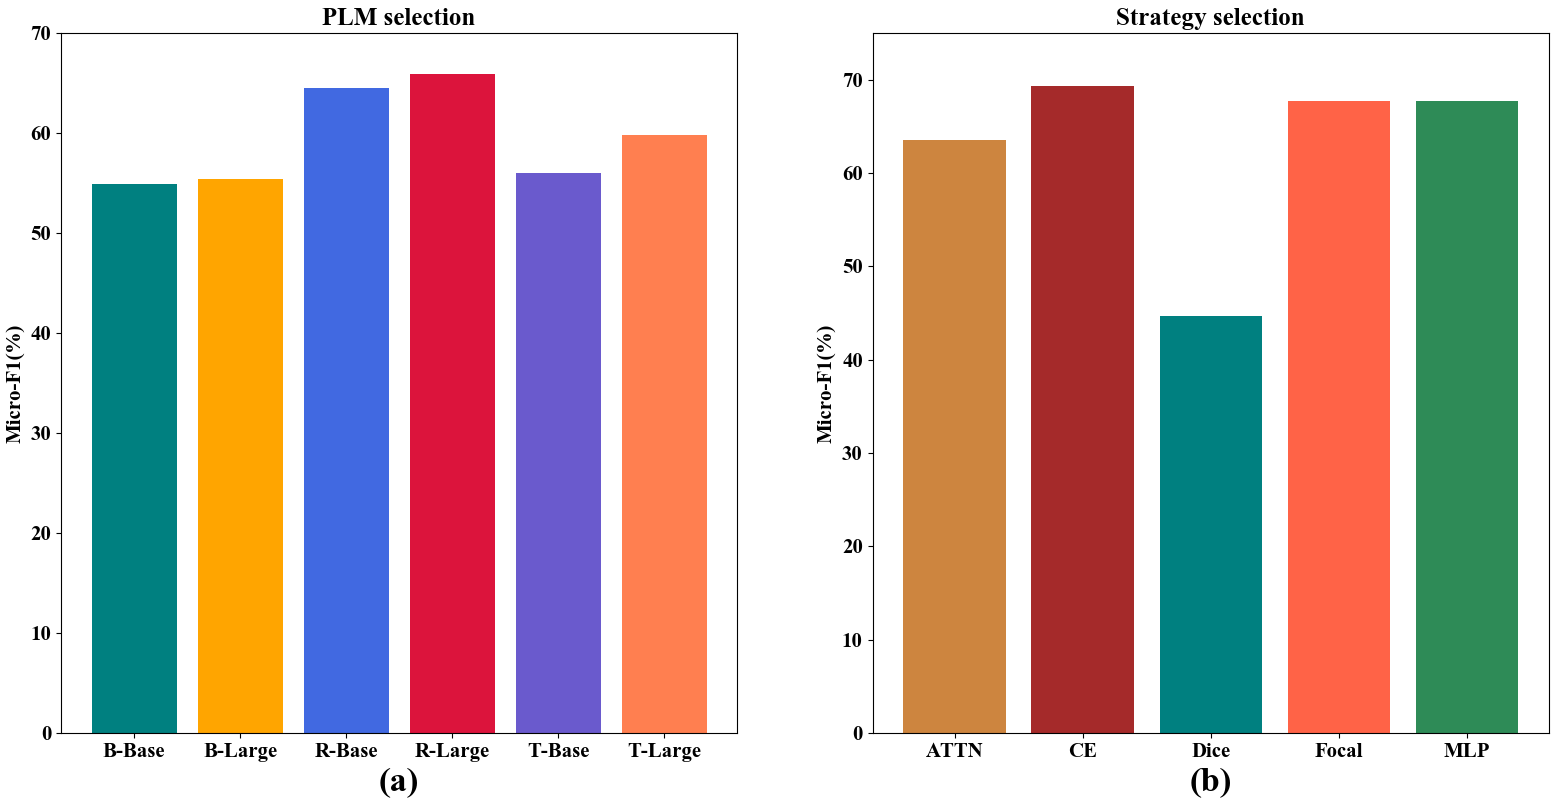 PLM selection
70
60
50
40
30
20
10
0
Micro-F1(%)
B-Base B-Large R-Base R-Large T-Base T-Large
(a)
Strategy selection
70
60
50
40
30
20
10
0
Micro-F1(%)
ATTN CE Dice Focal MLP
(b)